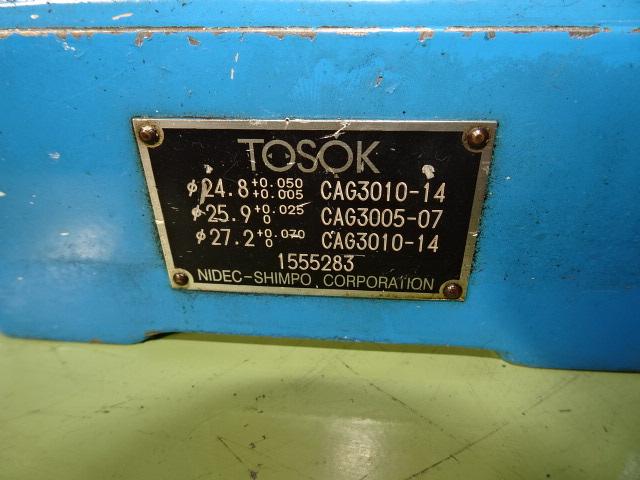 TOSOK
φ24.8 +0.050 +0.005 CAG3010-14
φ25.9 +0.025 0 CAG3005-07
φ27.2 +0.070 0 CAG3010-14
1555283
NIDEC-SHIMPO CORPORATION